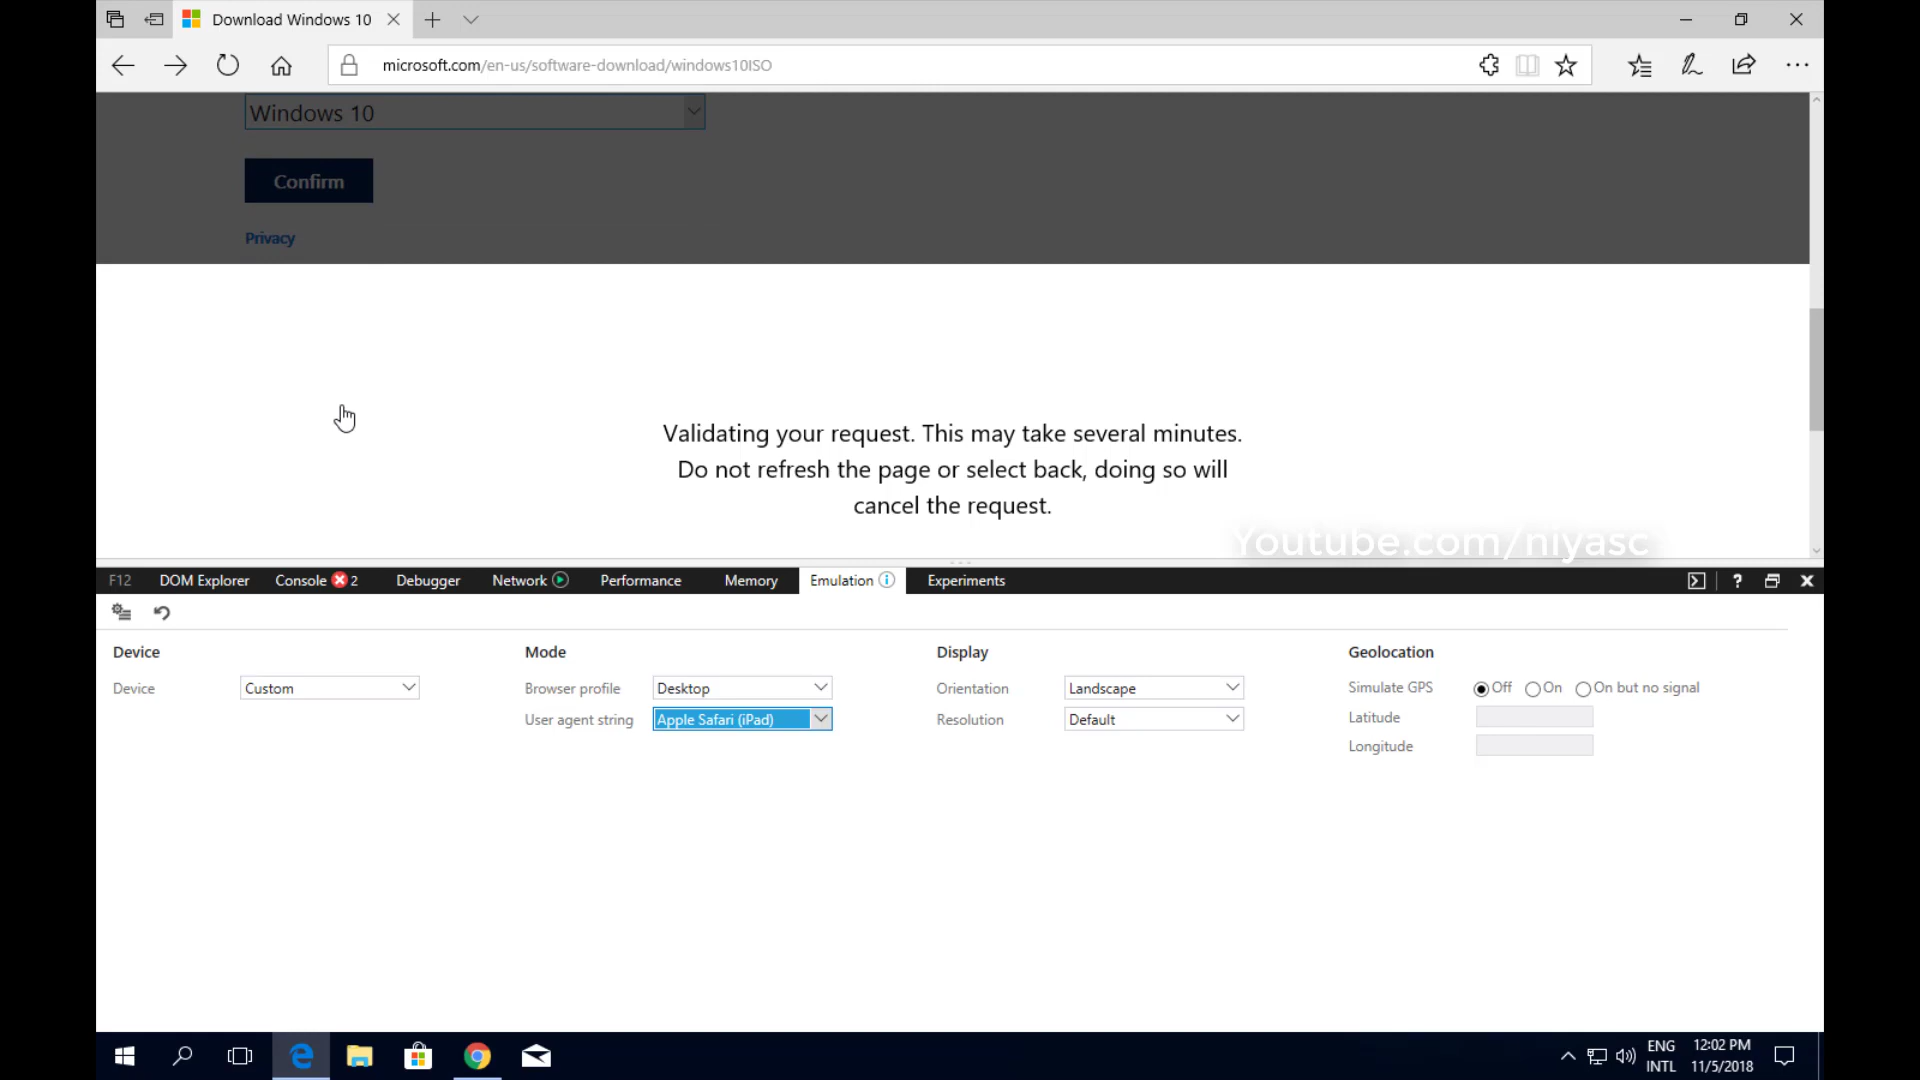 Download Windows 10
microsoft.com/en-us/software-download/windows10ISO
Windows 10
Confirm
Privacy
Validating your request. This may take several minutes.
Do not refresh the page or select back, doing so will
cancel the request.
Youtube.com/niyasc
F12 DOM Explorer Console 2 Debugger Network Performance Memory Emulation Experiments ?
Device Mode Display Geolocation
Device Custom Browser profile Desktop Orientation Landscape Simulate GPS Off On On but no signal
User agent string Apple Safari (iPad) Resolution Default Latitude
Longitude
ENG 12:02 PM
INTL 11/5/2018